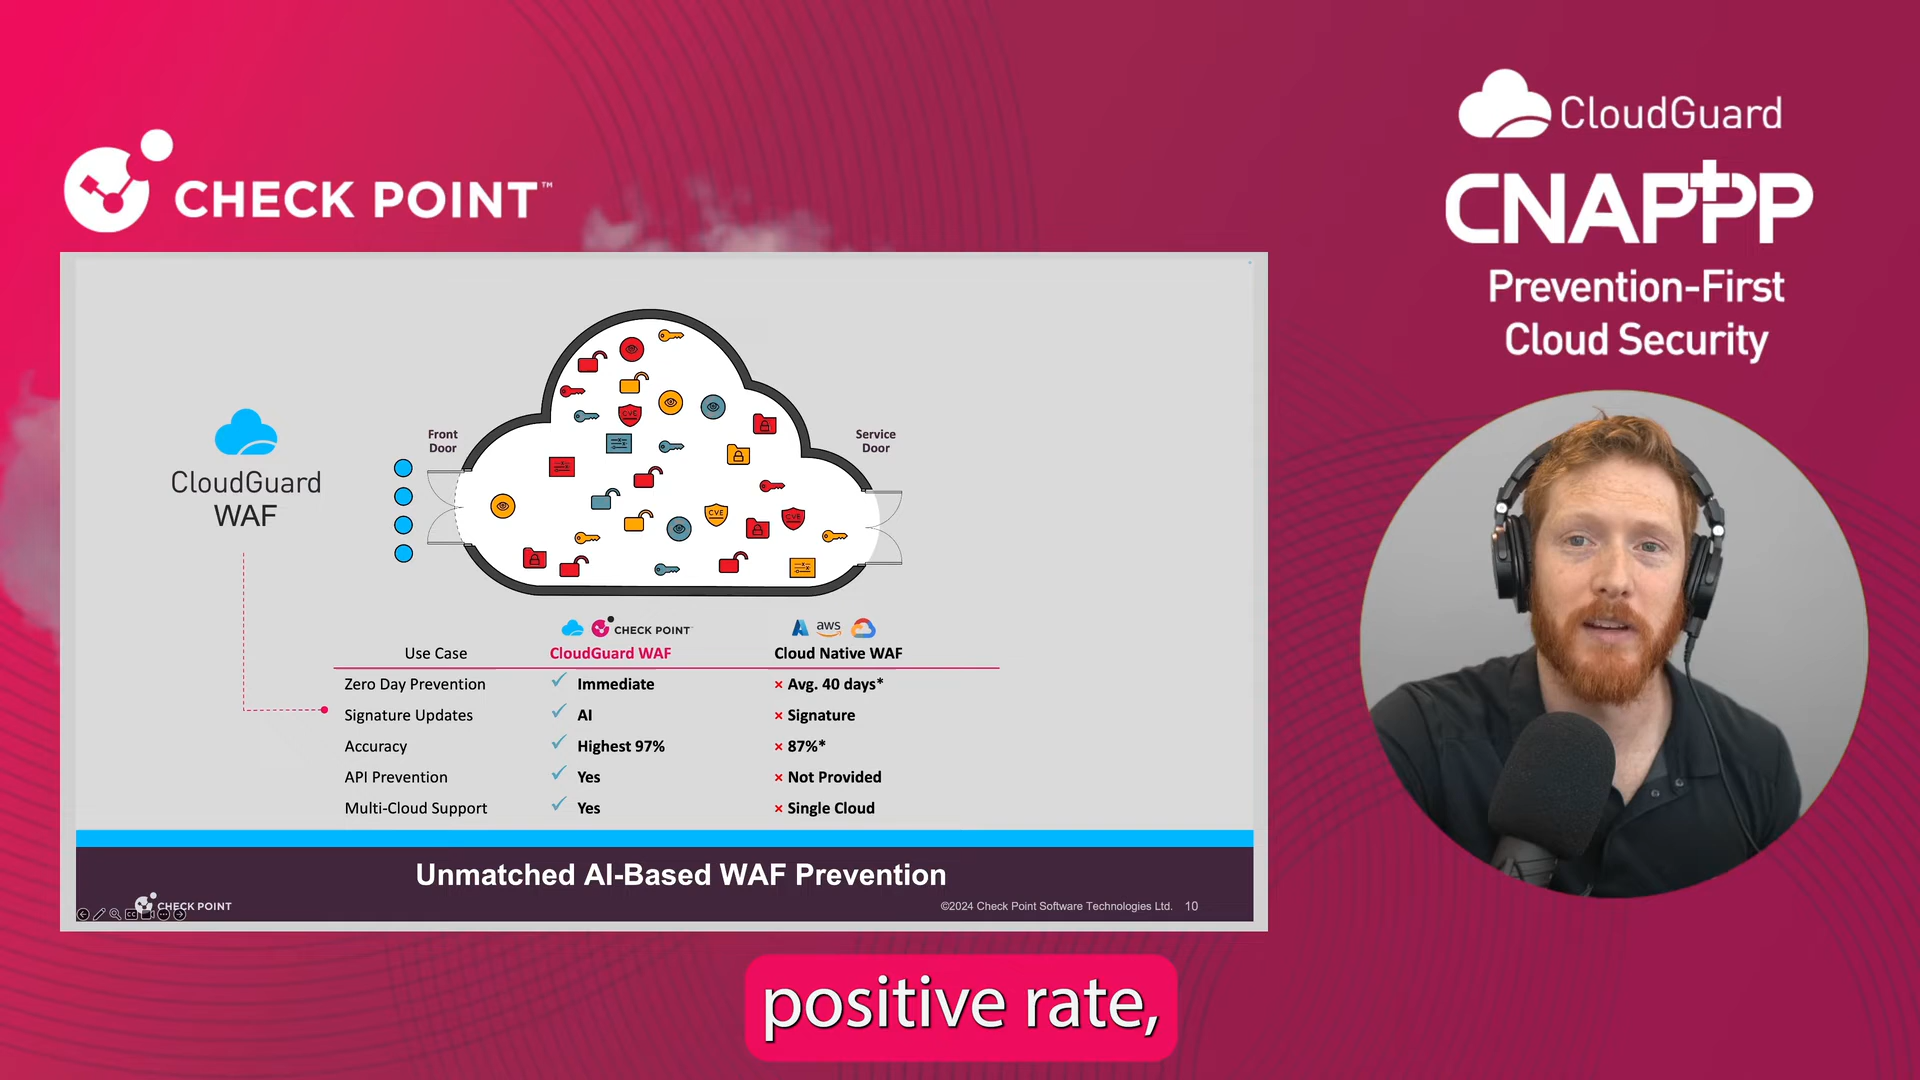 CloudGuard
CNAPPP
Prevention-First
Cloud Security
CHECK POINT™
Front
Door
Service
Door
CVE
CVE
CVE
CloudGuard
WAF
CHECK POINT
aws
Use Case
CloudGuard WAF
Cloud Native WAF
Zero Day Prevention
Immediate
× Avg. 40 days*
Signature Updates
AI
× Signature
Accuracy
Highest 97%
× 87%*
API Prevention
Yes
× Not Provided
Multi-Cloud Support
Yes
× Single Cloud
Unmatched AI-Based WAF Prevention
CHECK POINT
©2024 Check Point Software Technologies Ltd. 10
positive rate,